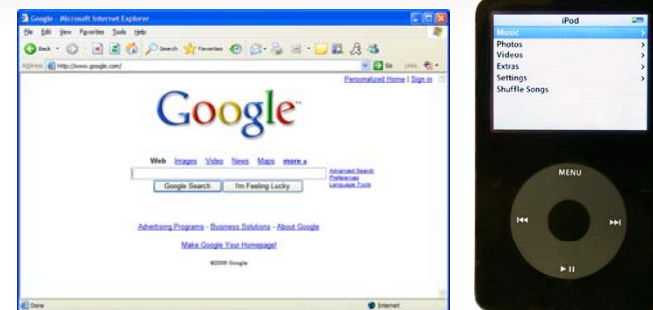 Google - Microsoft Internet Explorer
File Edit View Favorites Tools Help
Back Search Favorites
Address http://www.google.com/ Go Links
Personalized Home | Sign in
Google
Web Images Video News Maps more »
Advanced Search
Preferences
Language Tools
Google Search I'm Feeling Lucky
Advertising Programs - Business Solutions - About Google
Make Google Your Homepage!
Done Internet
iPod
Music >
Photos >
Videos >
Extras >
Settings >
Shuffle Songs
MENU